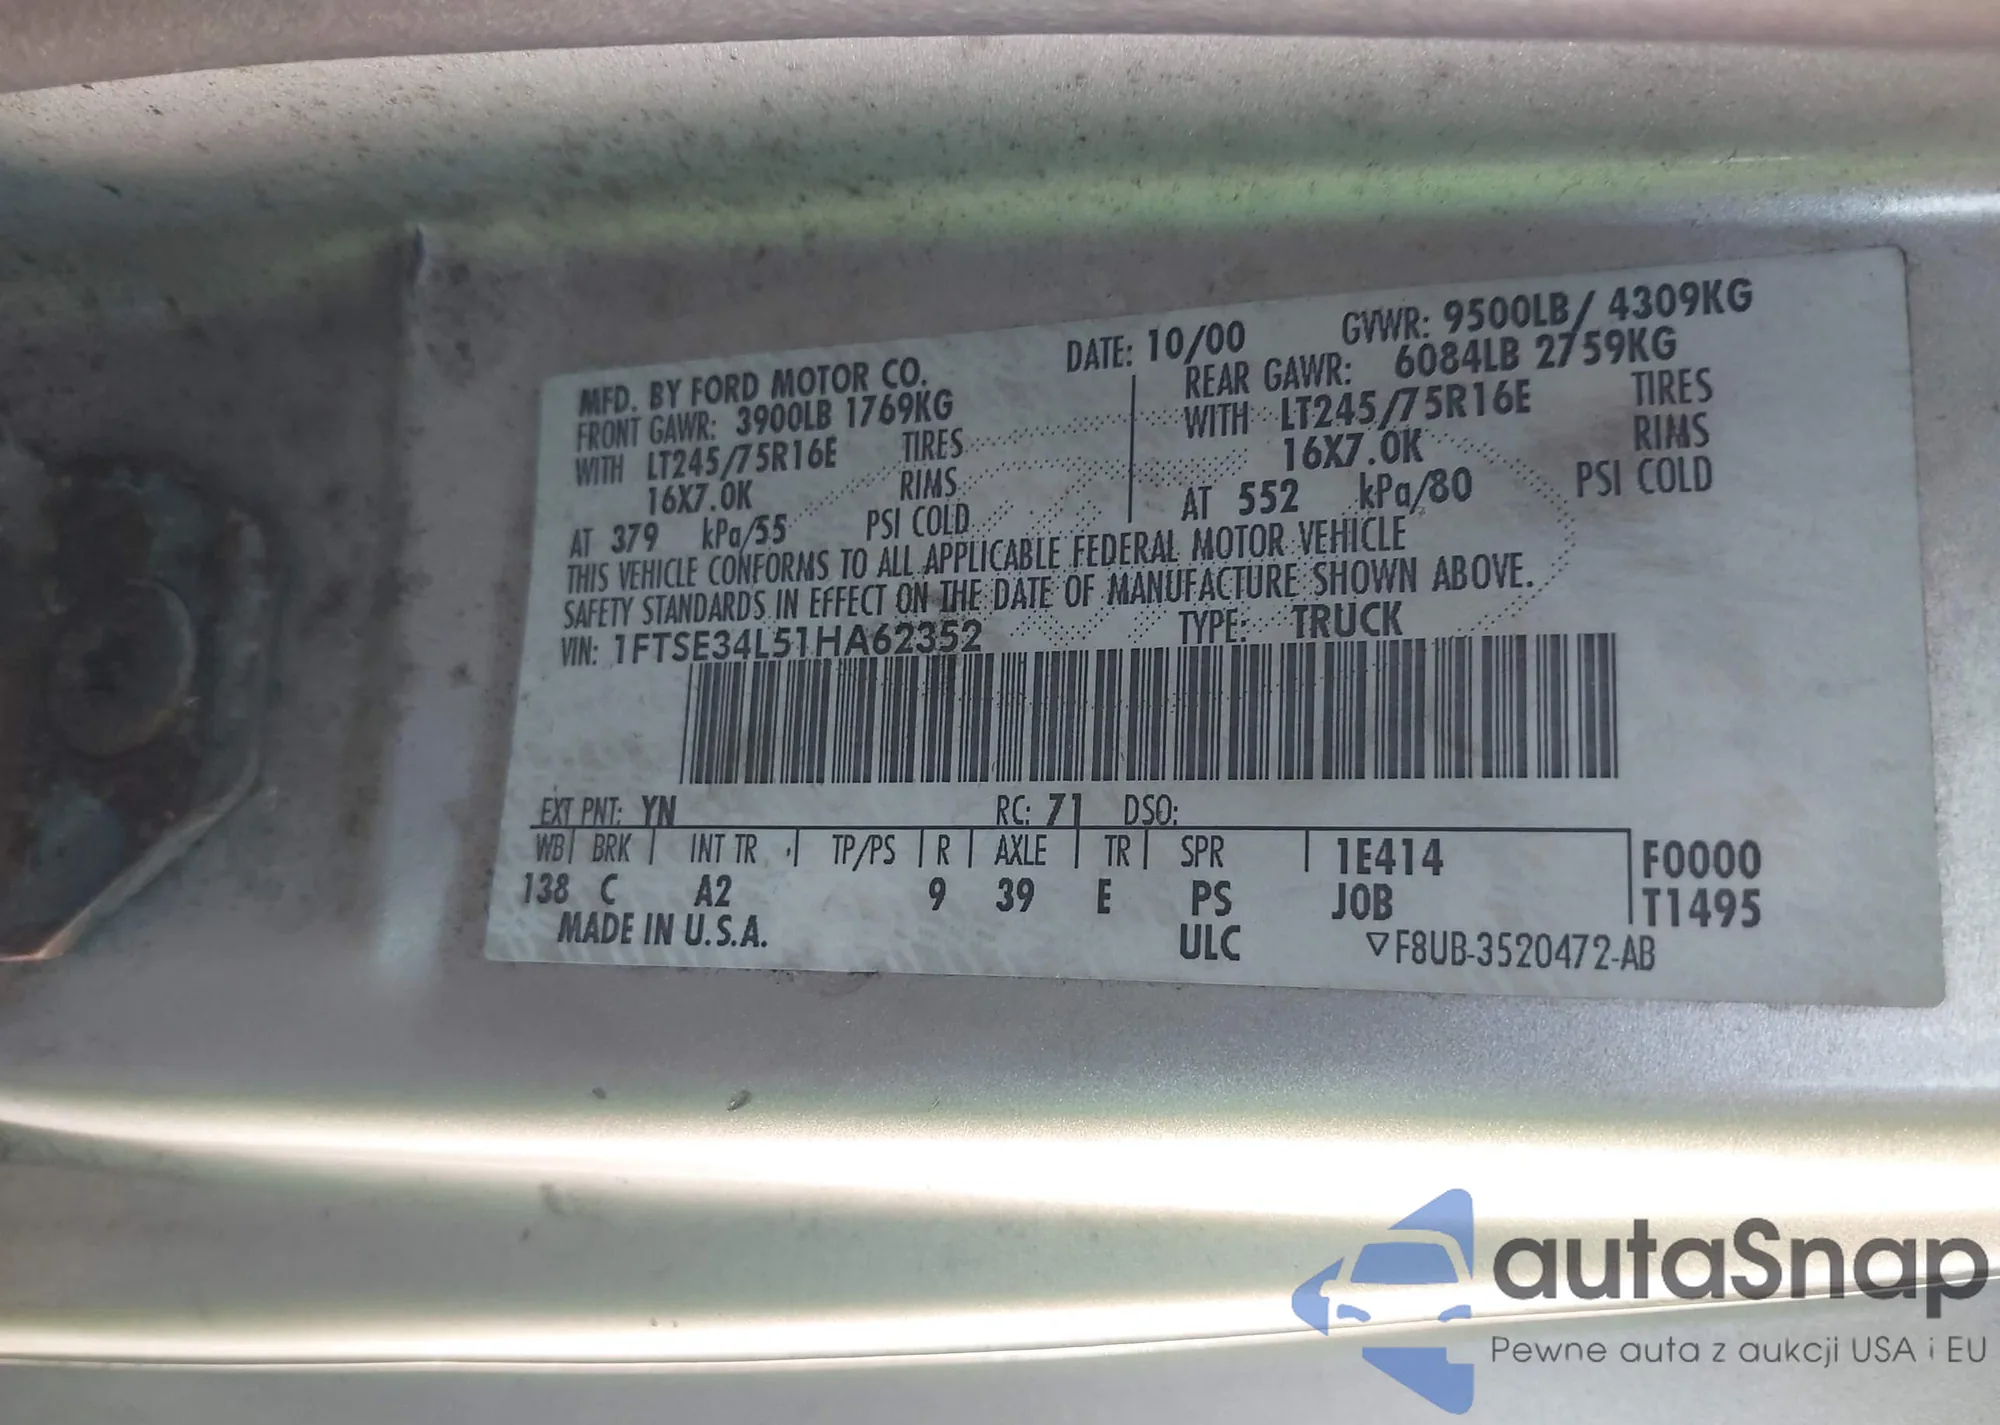 MFD. BY FORD MOTOR CO. DATE: 10/00 GVWR: 9500LB/ 4309KG
FRONT GAWR: 3900LB 1769KG REAR GAWR: 6084LB 2759KG
WITH LT245/75R16E TIRES WITH LT245/75R16E TIRES
16X7.0K RIMS 16X7.0K RIMS
AT 379 kPa/55 PSI COLD AT 552 kPa/80 PSI COLD
THIS VEHICLE CONFORMS TO ALL APPLICABLE FEDERAL MOTOR VEHICLE
SAFETY STANDARDS IN EFFECT ON THE DATE OF MANUFACTURE SHOWN ABOVE.
VIN: 1FTSE34L51HA62352 TYPE: TRUCK
EXT PNT: YN RC: 71 DSO:
WB BRK INT TR TP/PS R AXLE TR SPR 1E414 F0000
138 C A2 9 39 E PS JOB T1495
MADE IN U.S.A. ULC ▽F8UB-3520472-AB
autaSnap
Pewne auta z aukcji USA i EU